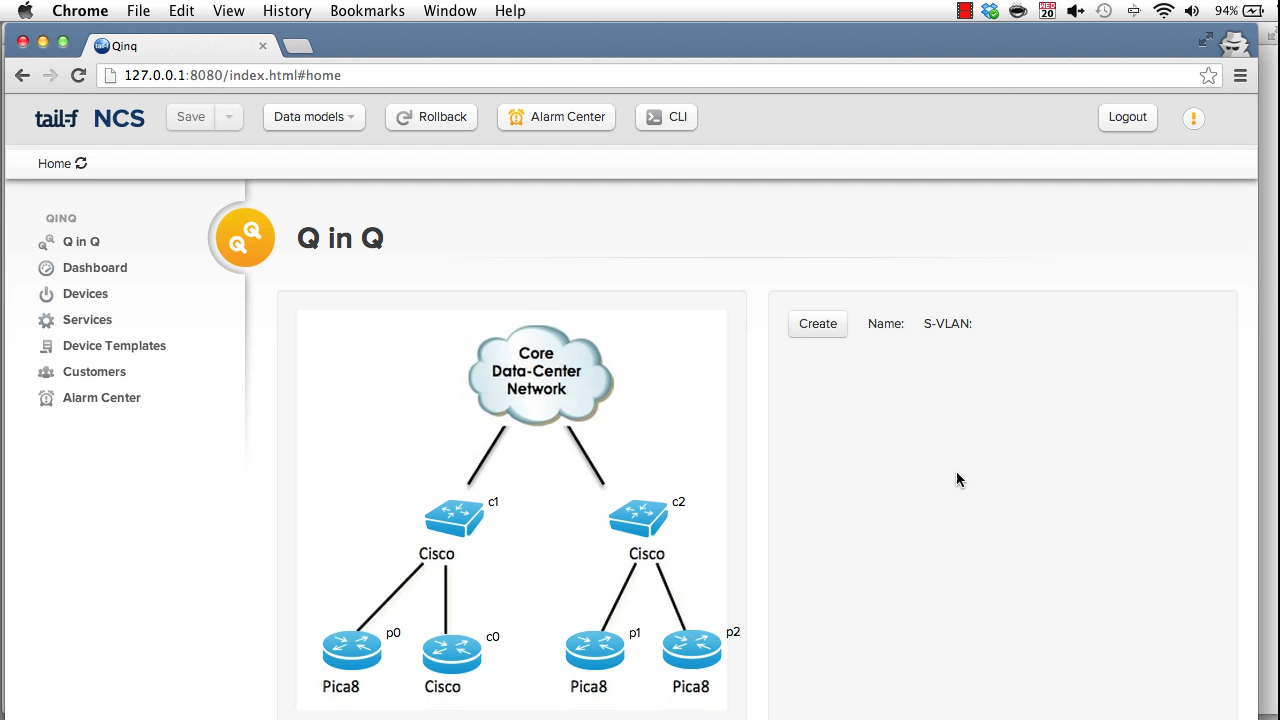 Chrome File Edit View History Bookmarks Window Help WED 20 94%
Qinq
127.0.0.1:8080/index.html#home
tail-f NCS Save Data models Rollback Alarm Center CLI Logout
Home
QINQ
Q in Q
Dashboard
Devices
Services
Device Templates
Customers
Alarm Center
Q Q
Q in Q
Core
Data-Center
Network
c1 c2
Cisco Cisco
p0 c0 p1 p2
Pica8 Cisco Pica8 Pica8
Create Name: S-VLAN: